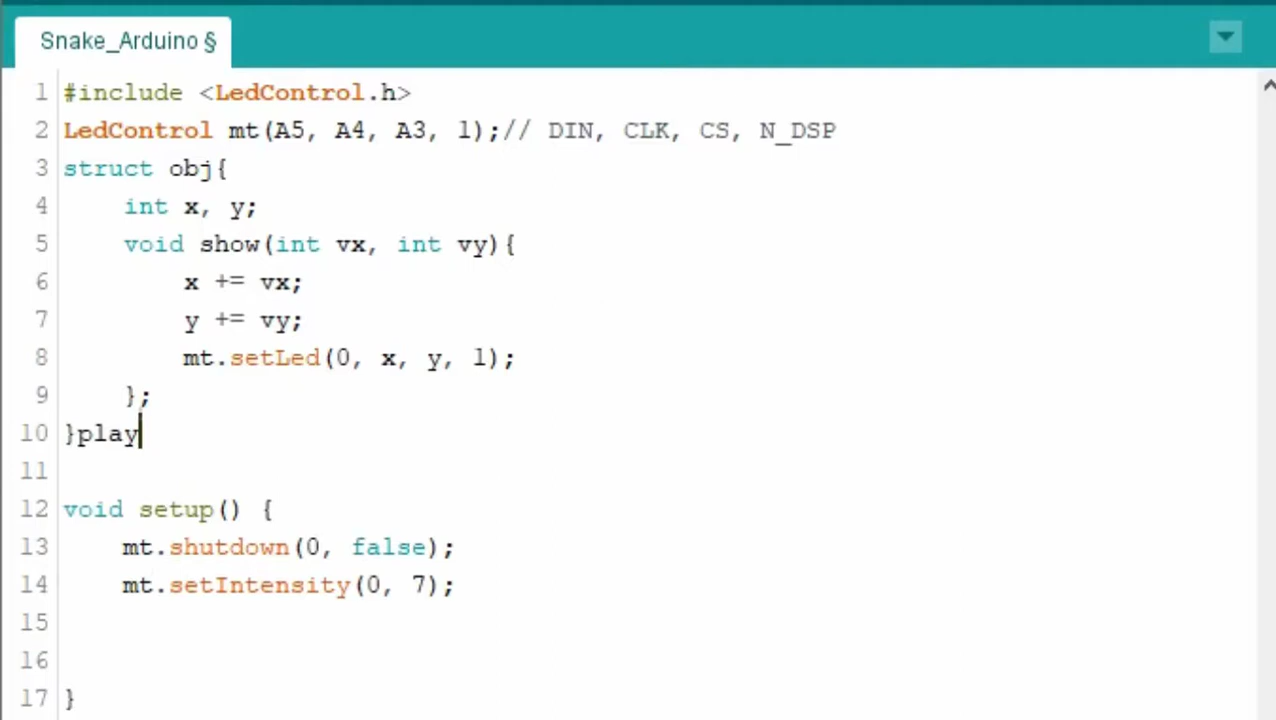 Snake_Arduino §
1 #include <LedControl.h>
2 LedControl mt(A5, A4, A3, 1);// DIN, CLK, CS, N_DSP
3 struct obj{
4     int x, y;
5     void show(int vx, int vy){
6         x += vx;
7         y += vy;
8         mt.setLed(0, x, y, 1);
9     };
10 }play
11
12 void setup() {
13     mt.shutdown(0, false);
14     mt.setIntensity(0, 7);
15
16
17 }